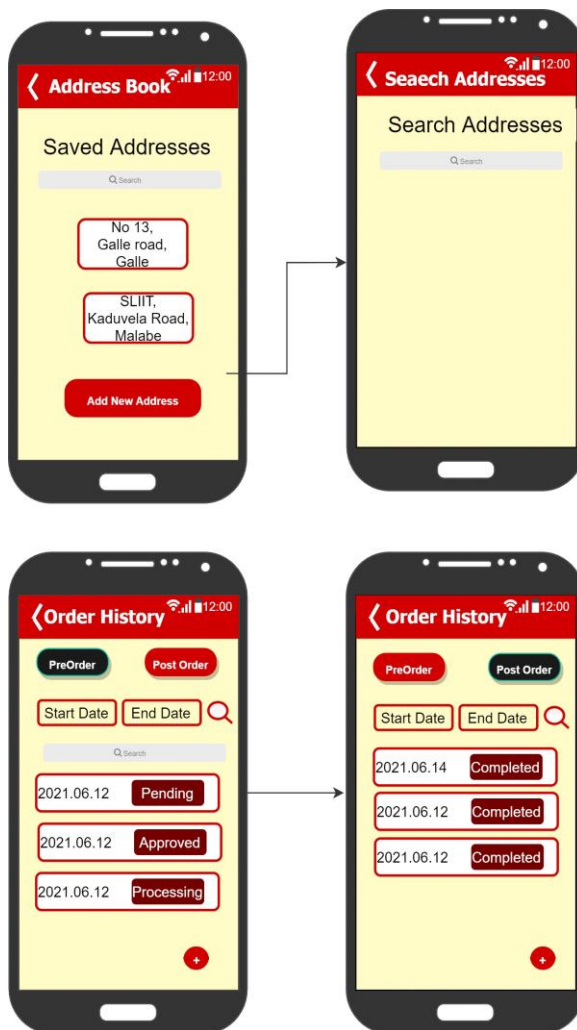 12:00
Address Book
Saved Addresses
Search
No 13,
Galle road,
Galle
SLIIT,
Kaduvela Road,
Malabe
Add New Address
12:00
Seaech Addresses
Search Addresses
Search
12:00
Order History
PreOrder
Post Order
Start Date
End Date
Search
2021.06.12 Pending
2021.06.12 Approved
2021.06.12 Processing
+
12:00
Order History
PreOrder
Post Order
Start Date
End Date
2021.06.14 Completed
2021.06.12 Completed
2021.06.12 Completed
+